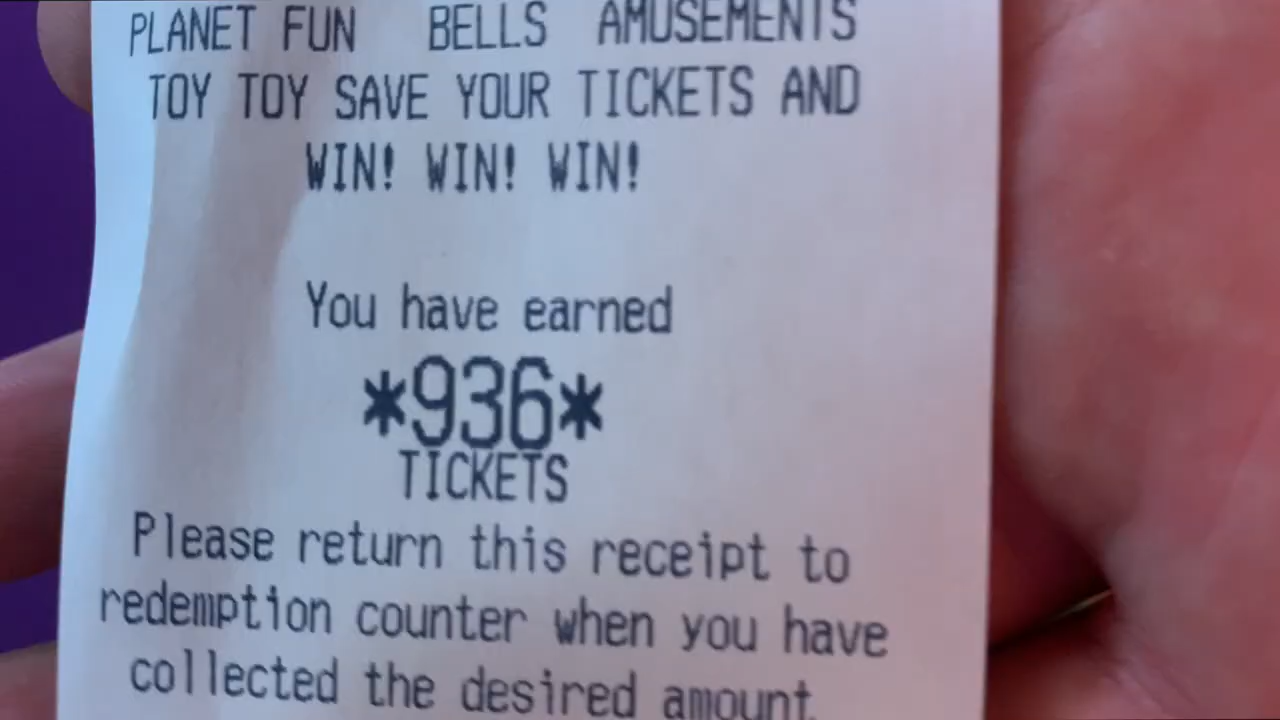 PLANET FUN BELLS AMUSEMENTS
TOY TOY SAVE YOUR TICKETS AND
WIN! WIN! WIN!
You have earned
*936*
TICKETS
Please return this receipt to
redemption counter when you have
collected the desired amount